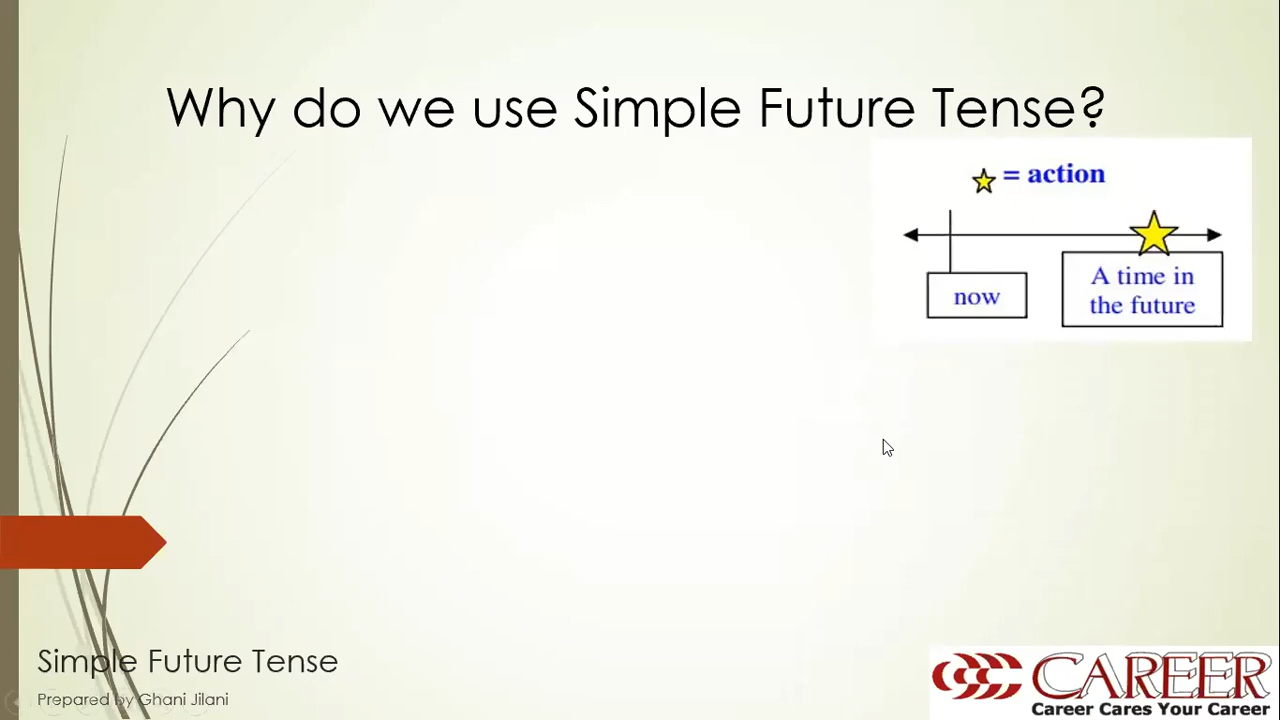 Why do we use Simple Future Tense?
= action
now
A time in
the future
Simple Future Tense
Prepared by Ghani Jilani
CAREER
Career Cares Your Career